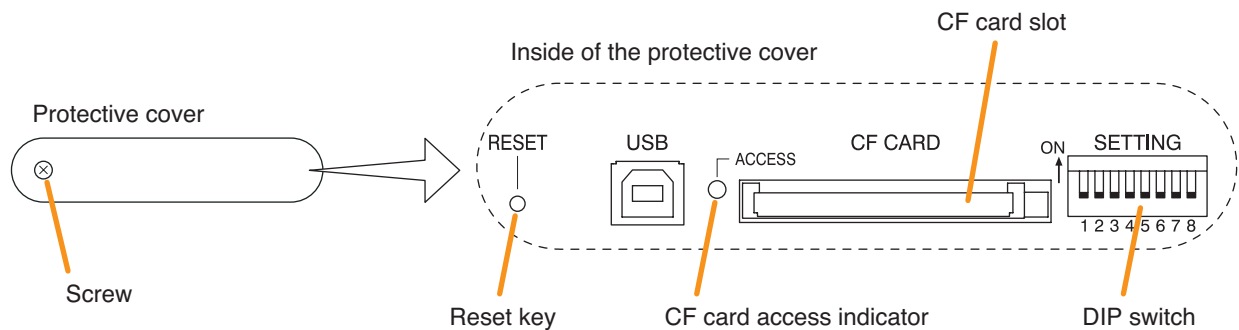 CF card slot
Inside of the protective cover
Protective cover
RESET
USB
ACCESS
CF CARD
ON
SETTING
1 2 3 4 5 6 7 8
Screw
Reset key
CF card access indicator
DIP switch